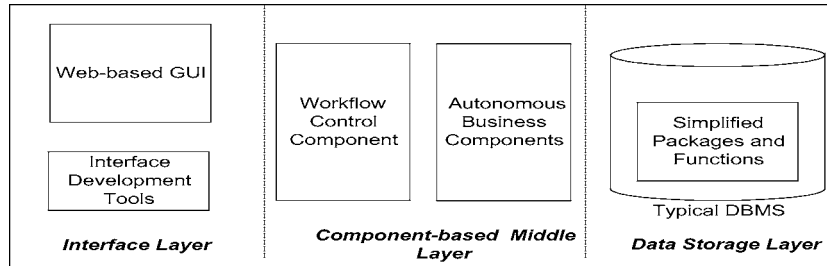 Web-based GUI
Interface
Development
Tools
Interface Layer
Workflow
Control
Component
Autonomous
Business
Components
Component-based Middle
Layer
Simplified
Packages and
Functions
Typical DBMS
Data Storage Layer